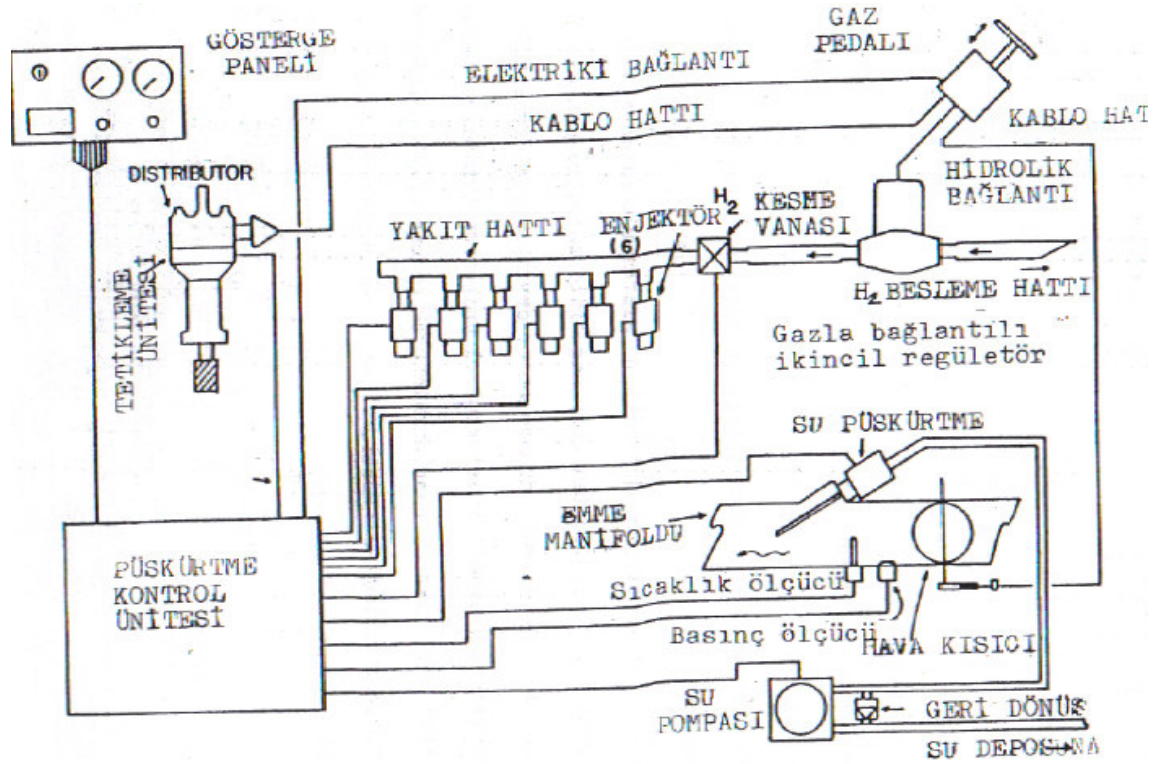 GÖSTERGE
PANELİ
GAZ
PEDALI
ELEKTRİKİ BAĞLANTI
KABLO HATTI
KABLO HAT
DISTRIBUTOR
HİDROLİK
BAĞLANTI
YAKIT HATTI
ENJEKTÖR
(6)
H₂
KESME
VANASI
TETİKLEME
ÜNİTESİ
H₂ BESLEME HATTI
Gazla bağlantılı
ikincil regületör
SU PÜSKÜRTME
EMME
MANİFOLDU
PÜSKÜRTME
KONTROL
ÜNİTESİ
Sıcaklık ölçücü
Basınç ölçücü
HAVA KISICI
SU
POMPASI
GERİ DÖNÜŞ
SU DEPOSUNA